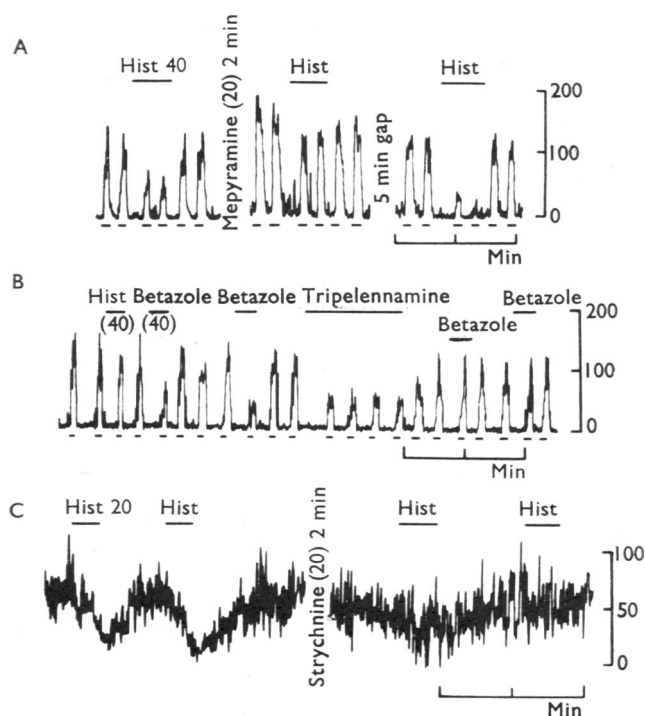 A
Hist 40
Mepyramine (20) 2 min
Hist
5 min gap
Hist
200
100
0
Min
B
Hist Betazole Betazole Tripelennamine Betazole
(40) (40) Betazole
200
100
0
Min
C
Hist 20 Hist
Strychnine (20) 2 min
Hist Hist
100
50
0
Min